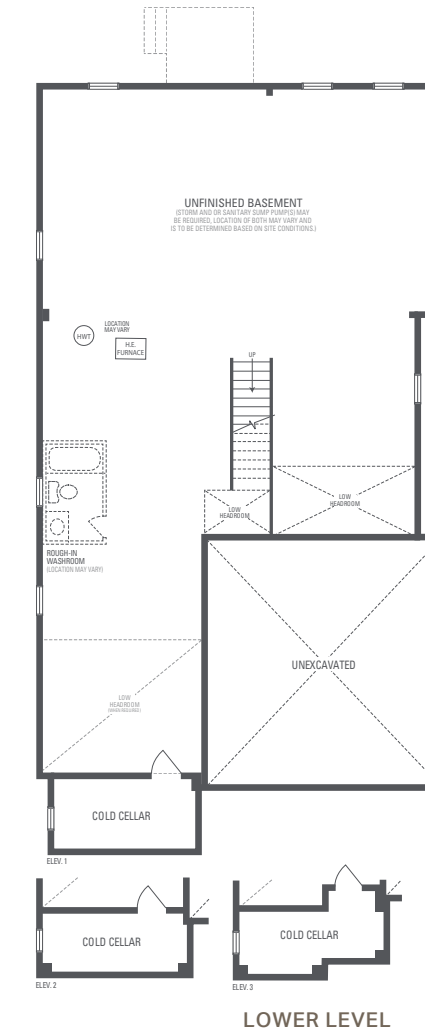 UNFINISHED BASEMENT
(STORM AND OR SANITARY SUMP PUMP(S) MAY
BE REQUIRED, LOCATION OF BOTH MAY VARY AND
IS TO BE DETERMINED BASED ON SITE CONDITIONS.)
LOCATION
MAY VARY
HWT
H.E.
FURNACE
UP
LOW
HEADROOM
LOW
HEADROOM
ROUGH-IN
WASHROOM
(LOCATION MAY VARY)
UNEXCAVATED
LOW
HEADROOM
(WHEN REQUIRED)
COLD CELLAR
ELEV. 1
COLD CELLAR
ELEV. 2
COLD CELLAR
ELEV. 3
LOWER LEVEL